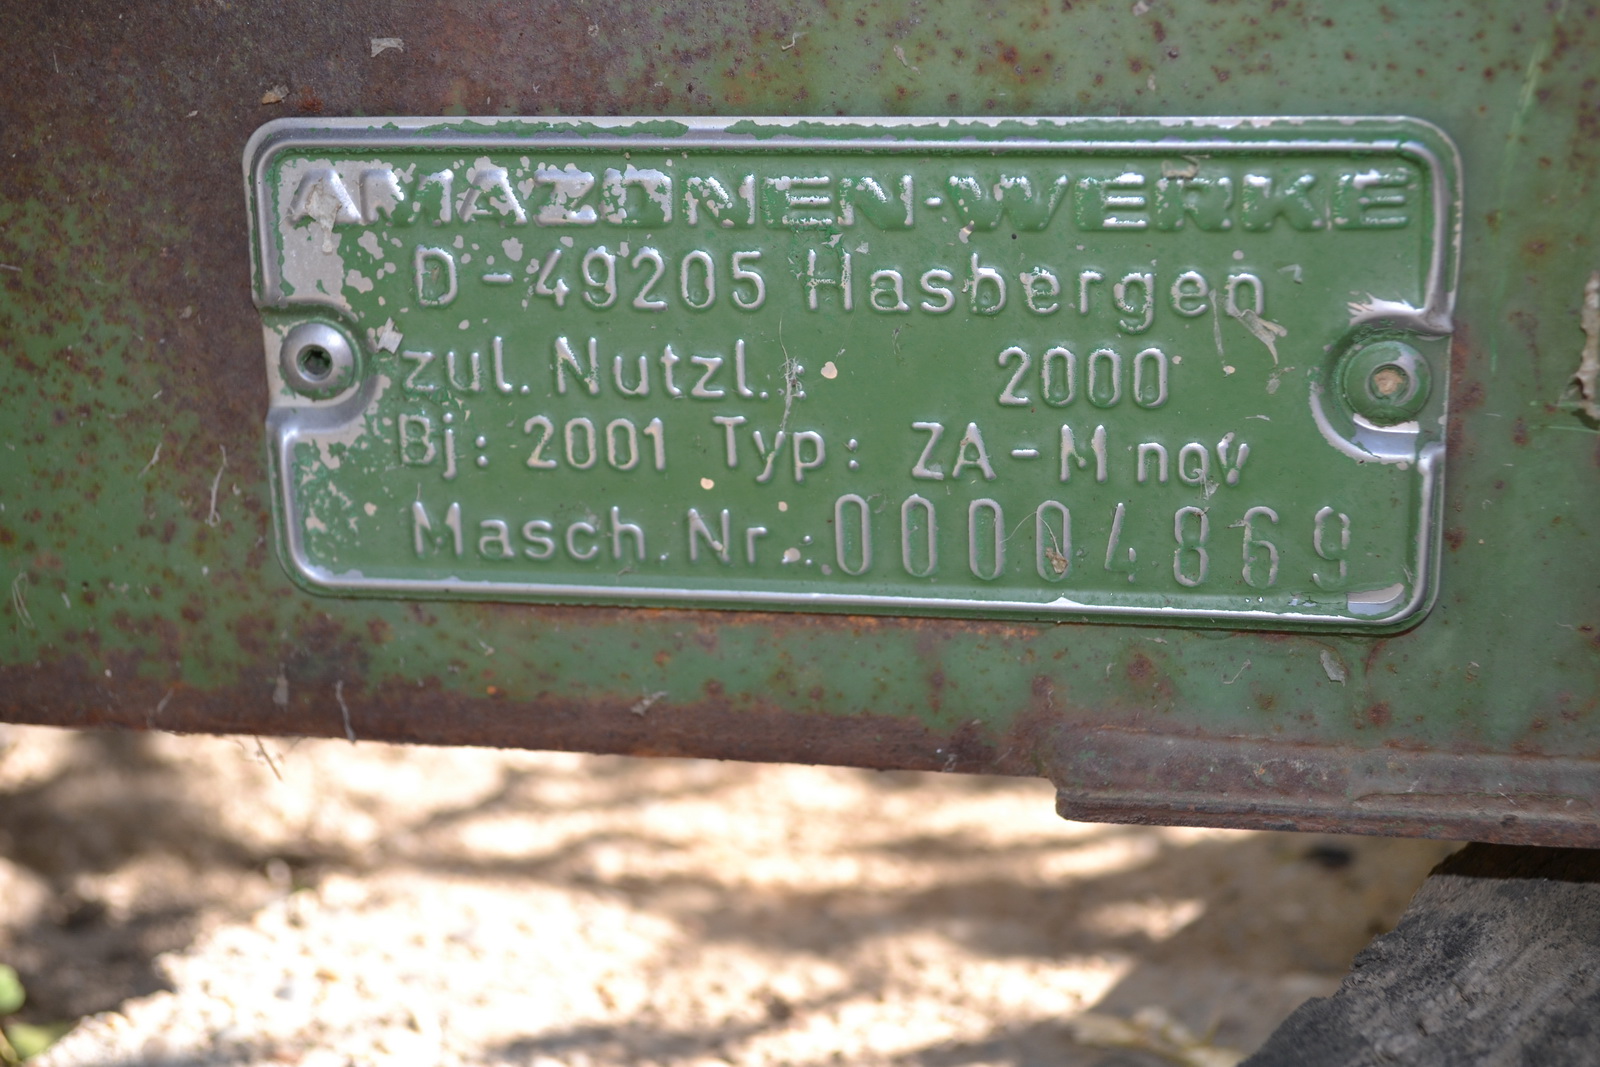 AMAZONEN-WERKE
D-49205 Hasbergen
zul. Nutzl.: 2000
Bj: 2001 Typ: ZA-M nov
Masch.Nr.:00004869